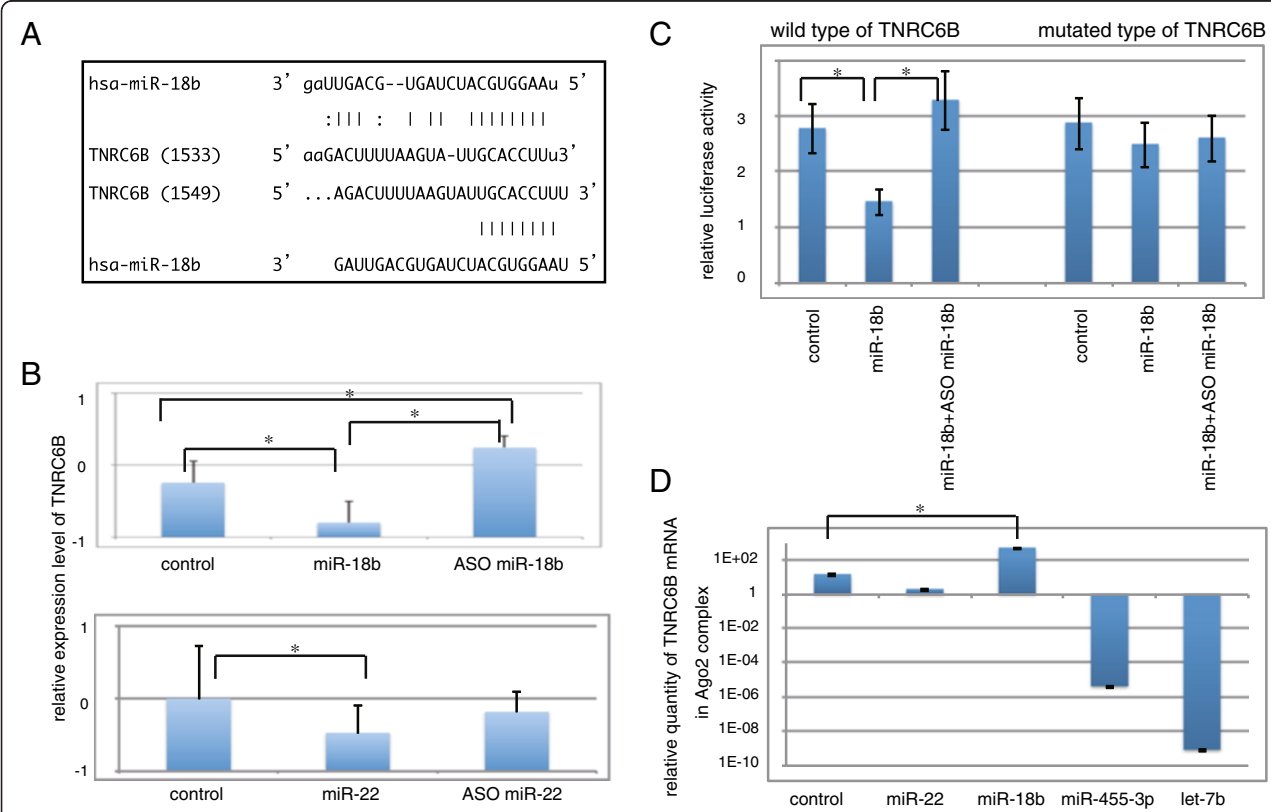 A
hsa-miR-18b 3’ gaUUGACG--UGAUCUACGUGGAAu 5’
:||| : | || ||||||||
TNRC6B (1533) 5’ aaGACUUUUAAGUA-UUGCACCUUu3’
TNRC6B (1549) 5’ ...AGACUUUUAAGUAUUGCACCUUU 3’
||||||||
hsa-miR-18b 3’ GAUUGACGUGAUCUACGUGGAAU 5’
B
relative expression level of TNRC6B
1
*
*
*
0
-1
control miR-18b ASO miR-18b
1
*
0
-1
control miR-22 ASO miR-22
C
wild type of TNRC6B mutated type of TNRC6B
relative luciferase activity
* *
3
2
1
0
control
miR-18b
miR-18b+ASO miR-18b
control
miR-18b
miR-18b+ASO miR-18b
D
relative quantity of TNRC6B mRNA
in Ago2 complex
*
1E+02
1
1E-02
1E-04
1E-06
1E-08
1E-10
control miR-22 miR-18b miR-455-3p let-7b